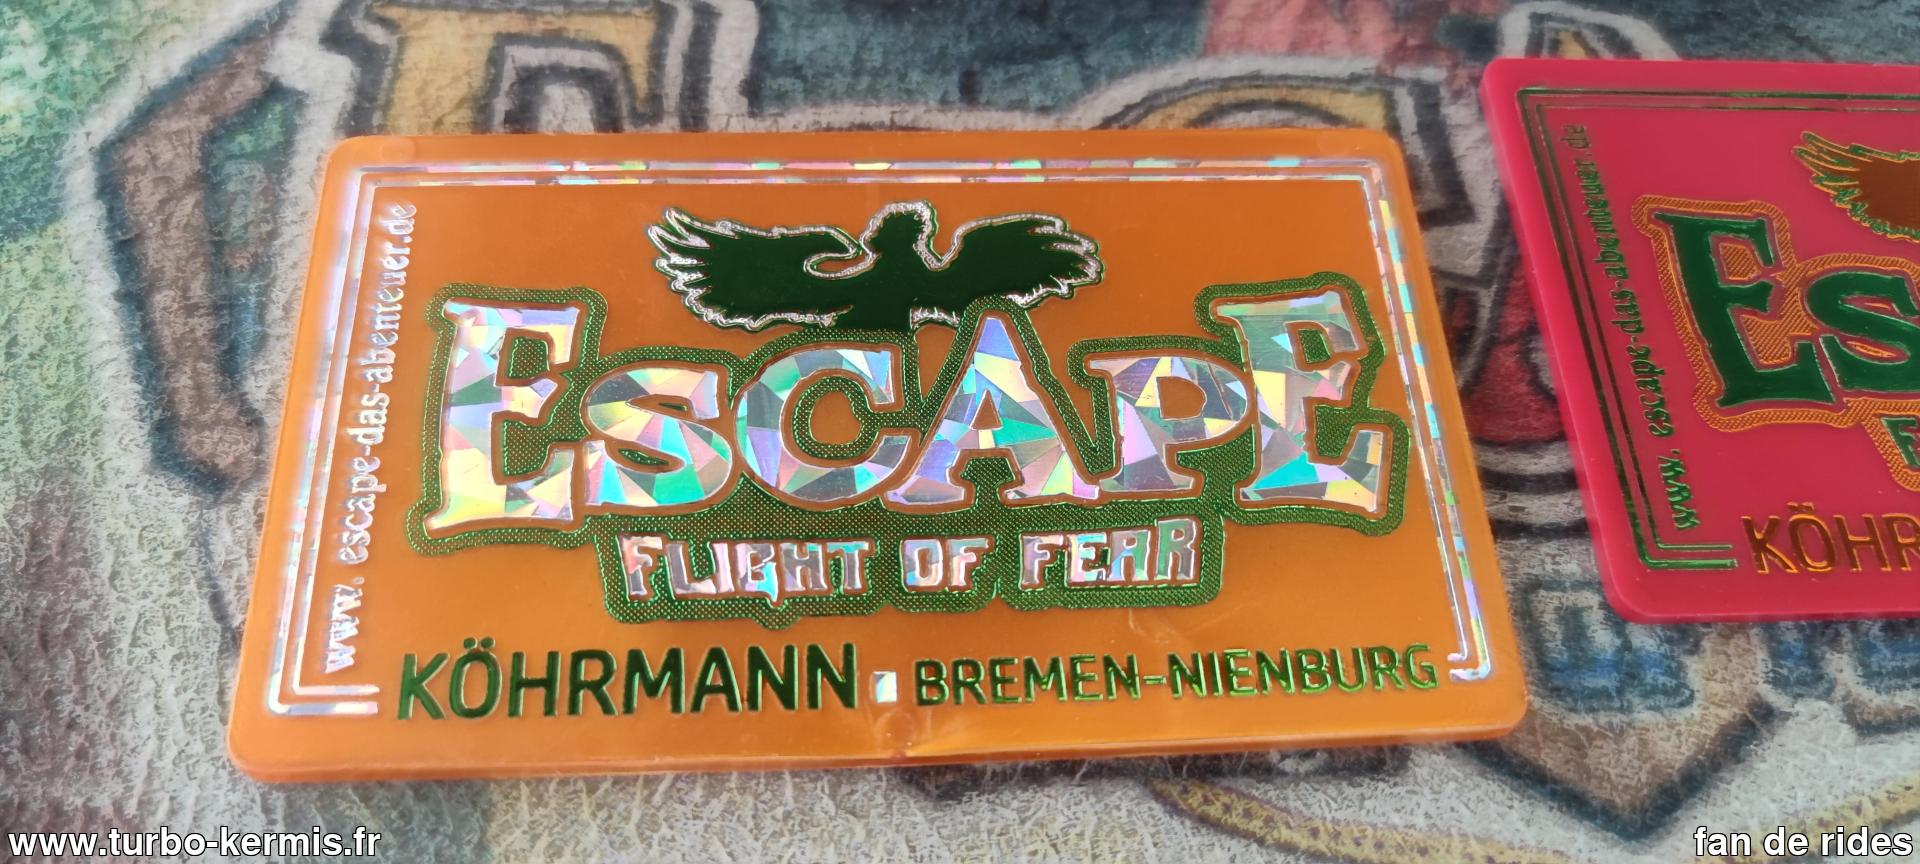 www. escape-das-abenteuer.de
ESCAPE
FLIGHT OF FEAR
KÖHRMANN ▪ BREMEN-NIENBURG
www. escape-das-abenteuer.de
ES
KÖHR
www.turbo-kermis.fr
fan de rides